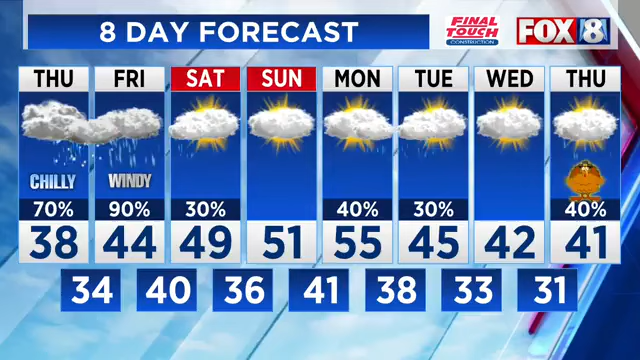 8 DAY FORECAST
FINAL TOUCH CONSTRUCTION
FOX 8
THU FRI SAT SUN MON TUE WED THU
CHILLY WINDY
70% 90% 30% 40% 30% 40%
38 44 49 51 55 45 42 41
34 40 36 41 38 33 31